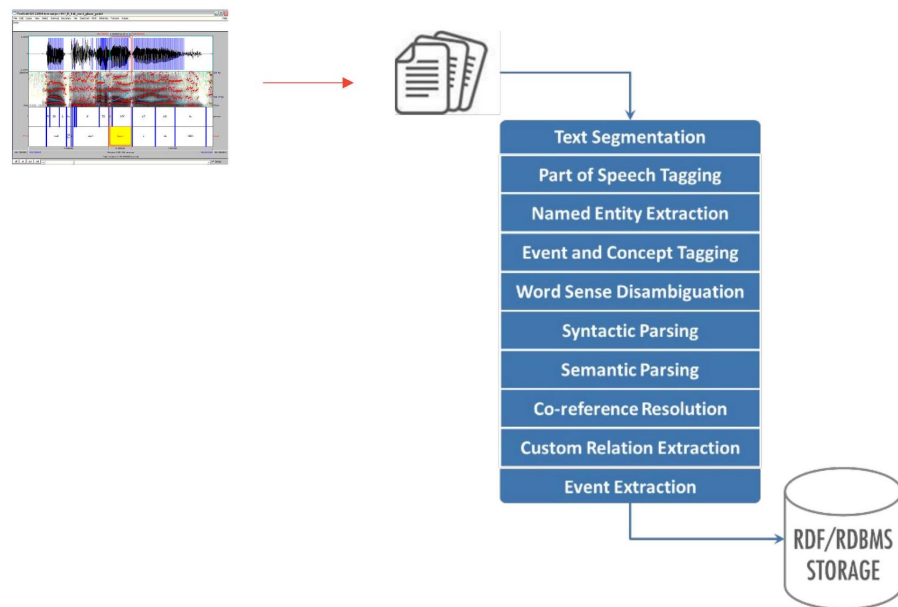 Text Segmentation
Part of Speech Tagging
Named Entity Extraction
Event and Concept Tagging
Word Sense Disambiguation
Syntactic Parsing
Semantic Parsing
Co-reference Resolution
Custom Relation Extraction
Event Extraction
RDF/RDBMS
STORAGE